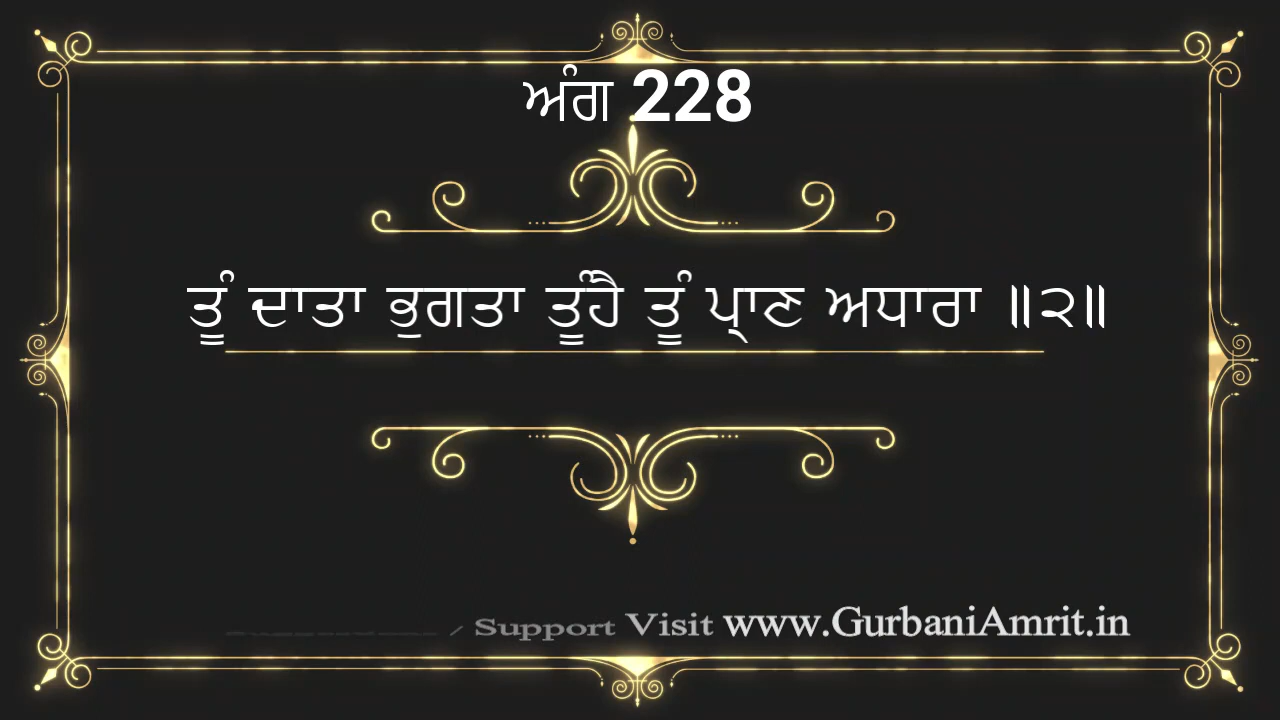 ਅੰਗ 228
ਤੂੰ ਦਾਤਾ ਭੁਗਤਾ ਤੂੰਹੈ ਤੂੰ ਪ੍ਰਾਣ ਅਧਾਰਾ ॥੨॥
Support Visit www.GurbaniAmrit.in